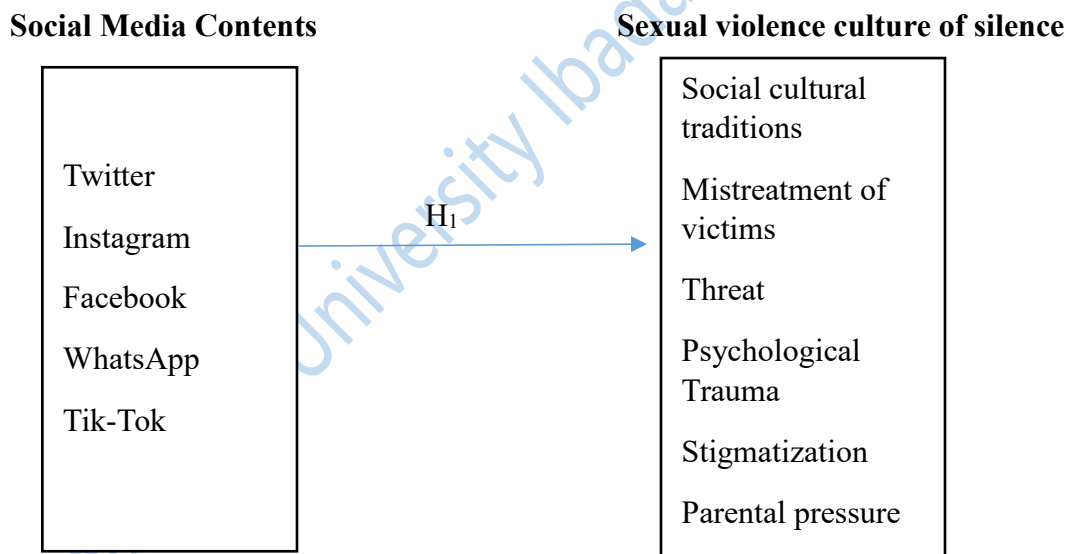 Social Media Contents
Sexual violence culture of silence
Twitter
Instagram
Facebook
WhatsApp
Tik-Tok
H₁
Social cultural
traditions
Mistreatment of
victims
Threat
Psychological
Trauma
Stigmatization
Parental pressure
University Ibada